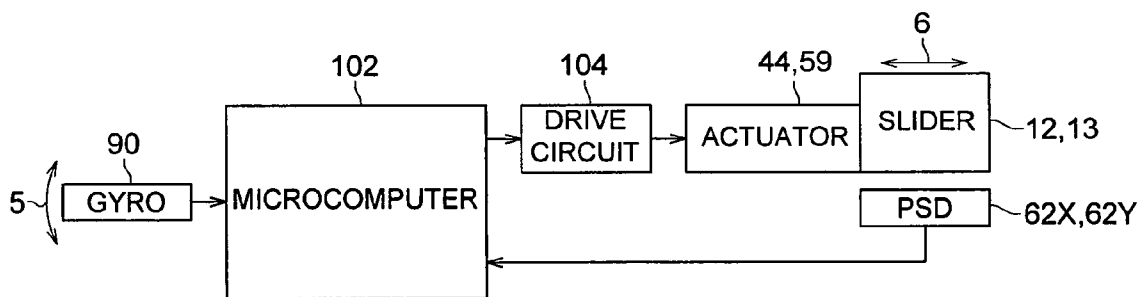 6
102
104
44,59
DRIVE
CIRCUIT
ACTUATOR
SLIDER
12,13
90
5
GYRO
MICROCOMPUTER
PSD
62X,62Y